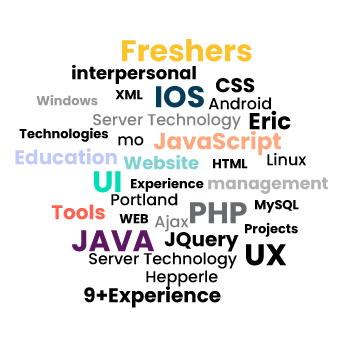 Freshers
interpersonal
CSS
Windows
XML
IOS
Android
Server Technology
Eric
Technologies
mo
JavaScript
Education
Website
HTML
Linux
UI
Experience
management
Portland
Tools
WEB
Ajax
PHP
MySQL
Projects
JAVA
JQuery
UX
Server Technology
Hepperle
9+Experience